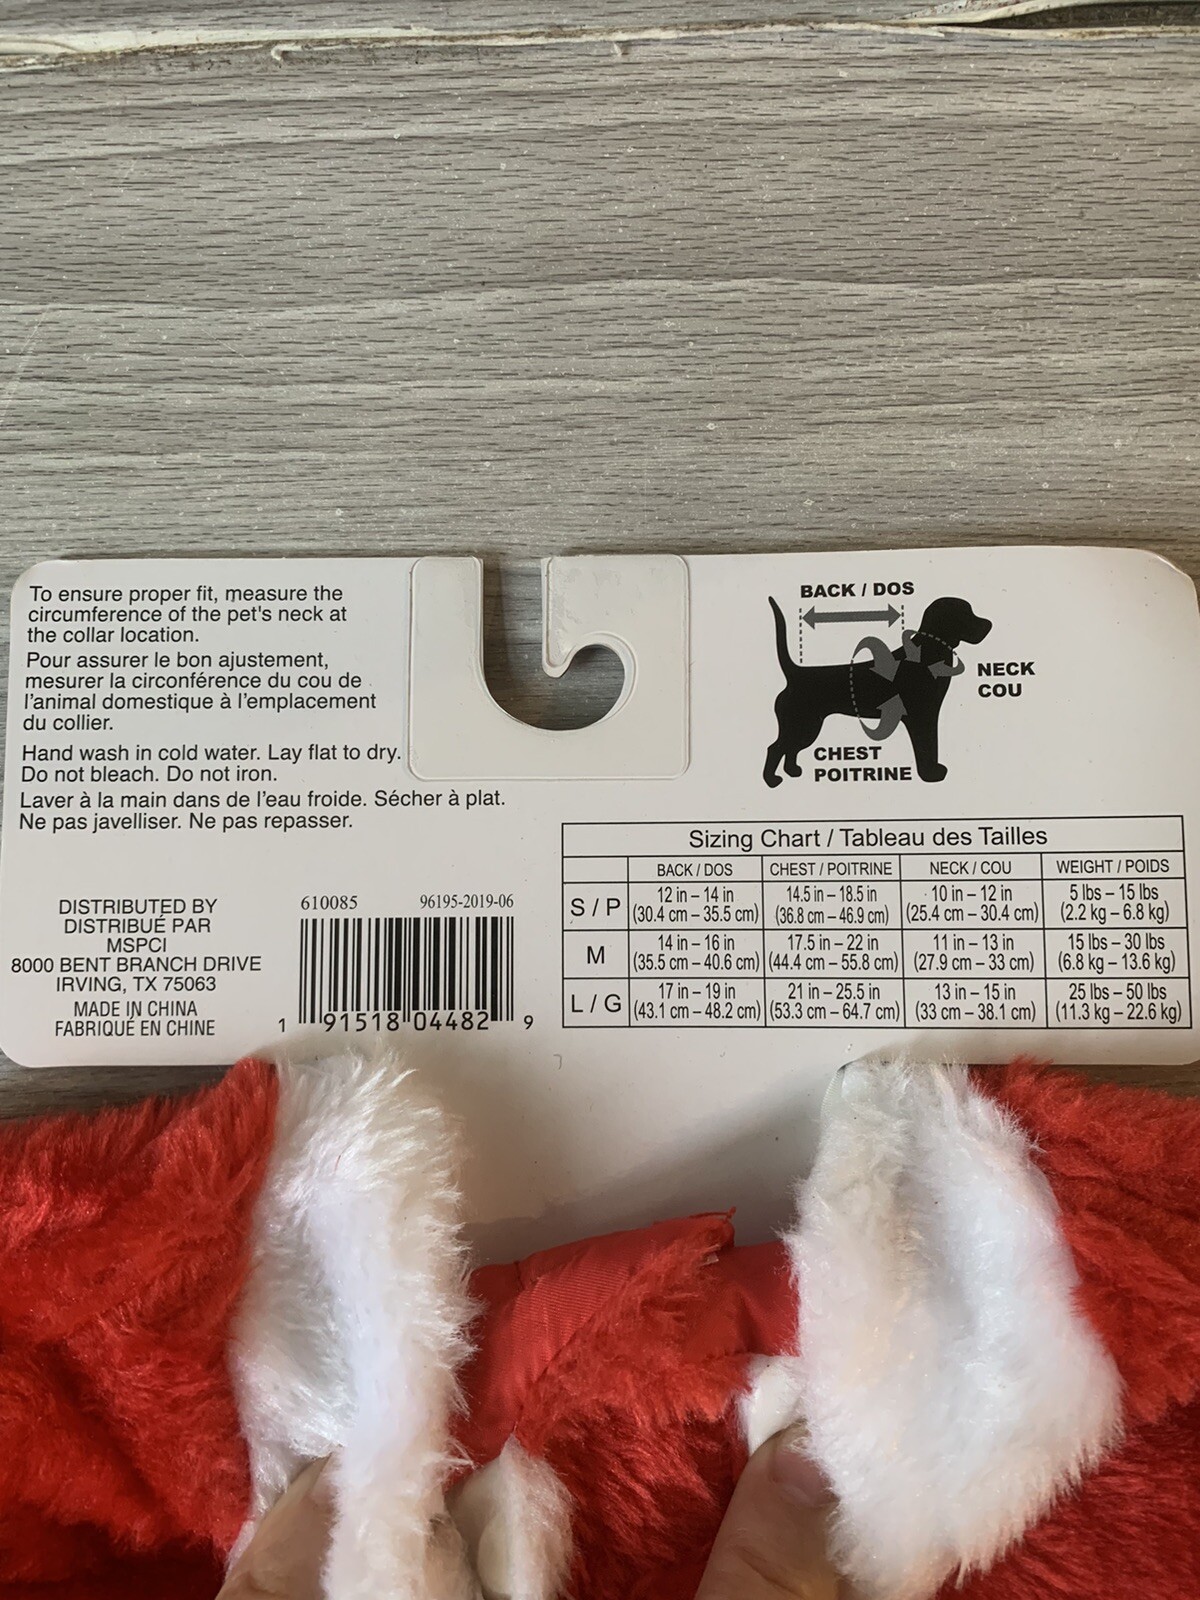 To ensure proper fit, measure the
circumference of the pet's neck at
the collar location.
Pour assurer le bon ajustement,
mesurer la circonférence du cou de
l'animal domestique à l'emplacement
du collier.
Hand wash in cold water. Lay flat to dry.
Do not bleach. Do not iron.
Laver à la main dans de l'eau froide. Sécher à plat.
Ne pas javelliser. Ne pas repasser.
DISTRIBUTED BY
DISTRIBUÉ PAR
MSPCI
8000 BENT BRANCH DRIVE
IRVING, TX 75063
MADE IN CHINA
FABRIQUÉ EN CHINE
610085 96195-2019-06
1 91518 04482 9
BACK / DOS
NECK
COU
CHEST
POITRINE
Sizing Chart / Tableau des Tailles
BACK / DOS CHEST / POITRINE NECK / COU WEIGHT / POIDS
S / P 12 in – 14 in 14.5 in – 18.5 in 10 in – 12 in 5 lbs – 15 lbs
(30.4 cm – 35.5 cm) (36.8 cm – 46.9 cm) (25.4 cm – 30.4 cm) (2.2 kg – 6.8 kg)
M 14 in – 16 in 17.5 in – 22 in 11 in – 13 in 15 lbs – 30 lbs
(35.5 cm – 40.6 cm) (44.4 cm – 55.8 cm) (27.9 cm – 33 cm) (6.8 kg – 13.6 kg)
L / G 17 in – 19 in 21 in – 25.5 in 13 in – 15 in 25 lbs – 50 lbs
(43.1 cm – 48.2 cm) (53.3 cm – 64.7 cm) (33 cm – 38.1 cm) (11.3 kg – 22.6 kg)